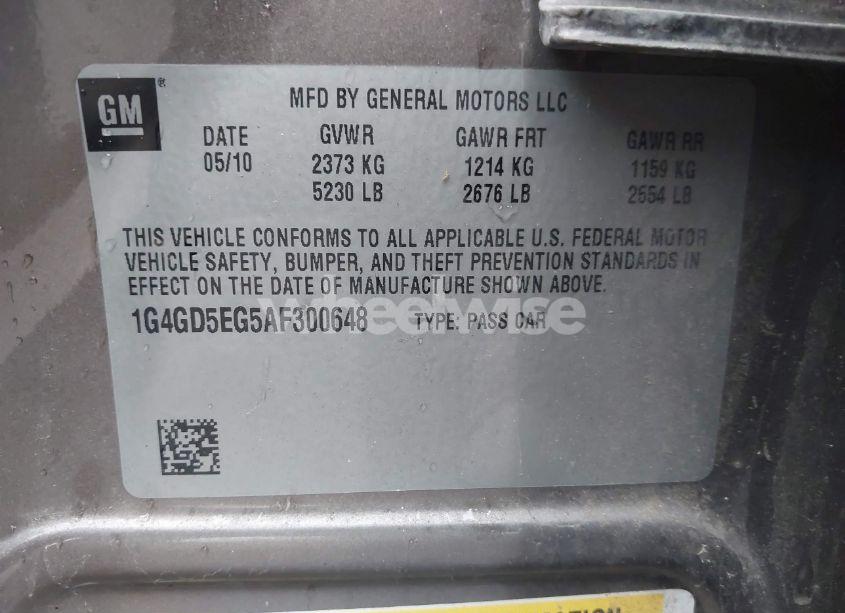 GM ®
MFD BY GENERAL MOTORS LLC
DATE GVWR GAWR FRT GAWR RR
05/10 2373 KG 1214 KG 1159 KG
5230 LB 2676 LB 2554 LB
THIS VEHICLE CONFORMS TO ALL APPLICABLE U.S. FEDERAL MOTOR
VEHICLE SAFETY, BUMPER, AND THEFT PREVENTION STANDARDS IN
EFFECT ON THE DATE OF MANUFACTURE SHOWN ABOVE.
1G4GD5EG5AF300648 TYPE: PASS CAR
wheelwise